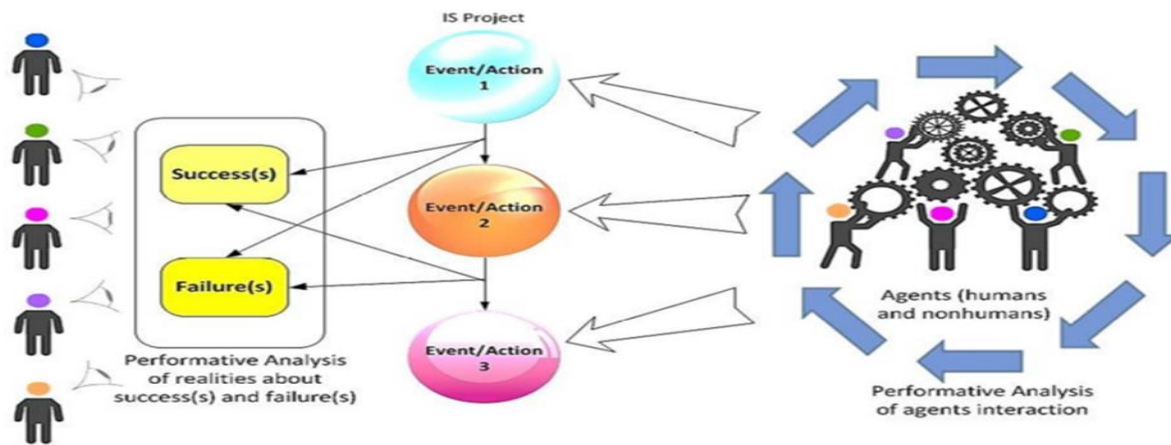 IS Project
Event/Action
1
Success(s)
Event/Action
2
Failure(s)
Event/Action
3
Performative Analysis
of realities about
success(s) and failure(s)
Agents (humans
and nonhumans)
Performative Analysis
of agents interaction